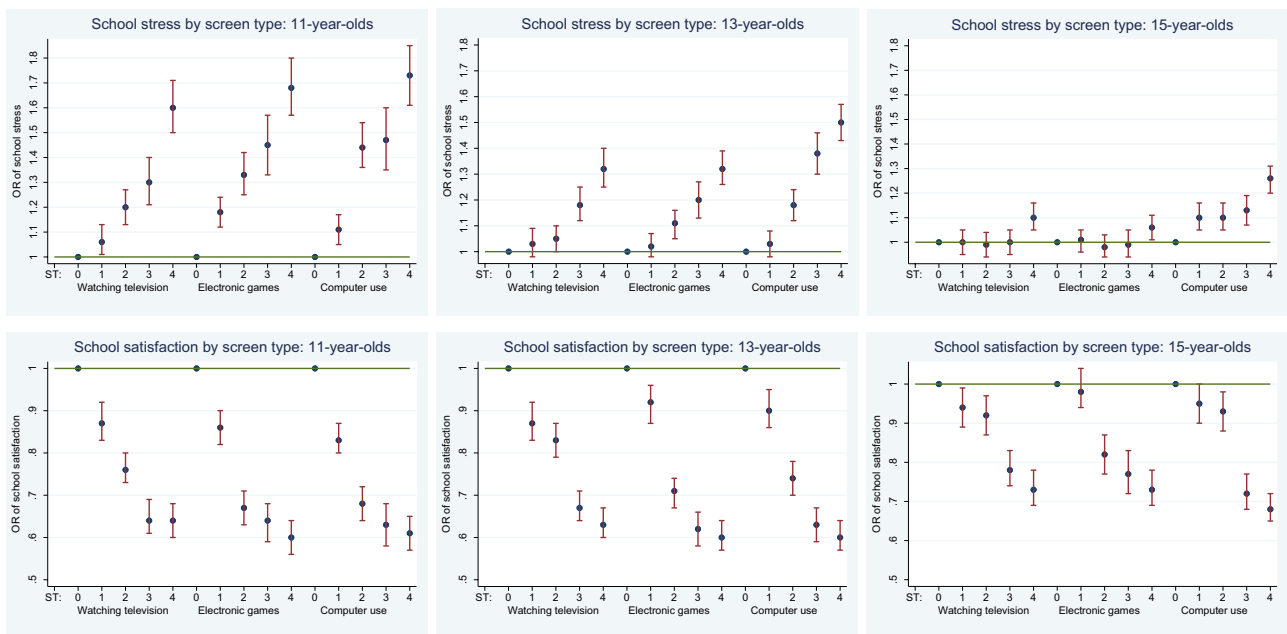 School stress by screen type: 11-year-olds
OR of school stress
1 1.1 1.2 1.3 1.4 1.5 1.6 1.7 1.8
ST: 0 1 2 3 4 0 1 2 3 4 0 1 2 3 4
Watching television Electronic games Computer use
School stress by screen type: 13-year-olds
OR of school stress
1 1.1 1.2 1.3 1.4 1.5 1.6 1.7 1.8
ST: 0 1 2 3 4 0 1 2 3 4 0 1 2 3 4
Watching television Electronic games Computer use
School stress by screen type: 15-year-olds
OR of school stress
1 1.1 1.2 1.3 1.4 1.5 1.6 1.7 1.8
ST: 0 1 2 3 4 0 1 2 3 4 0 1 2 3 4
Watching television Electronic games Computer use
School satisfaction by screen type: 11-year-olds
OR of school satisfaction
.5 .6 .7 .8 .9 1
ST: 0 1 2 3 4 0 1 2 3 4 0 1 2 3 4
Watching television Electronic games Computer use
School satisfaction by screen type: 13-year-olds
OR of school satisfaction
.5 .6 .7 .8 .9 1
ST: 0 1 2 3 4 0 1 2 3 4 0 1 2 3 4
Watching television Electronic games Computer use
School satisfaction by screen type: 15-year-olds
OR of school satisfaction
.5 .6 .7 .8 .9 1
ST: 0 1 2 3 4 0 1 2 3 4 0 1 2 3 4
Watching television Electronic games Computer use